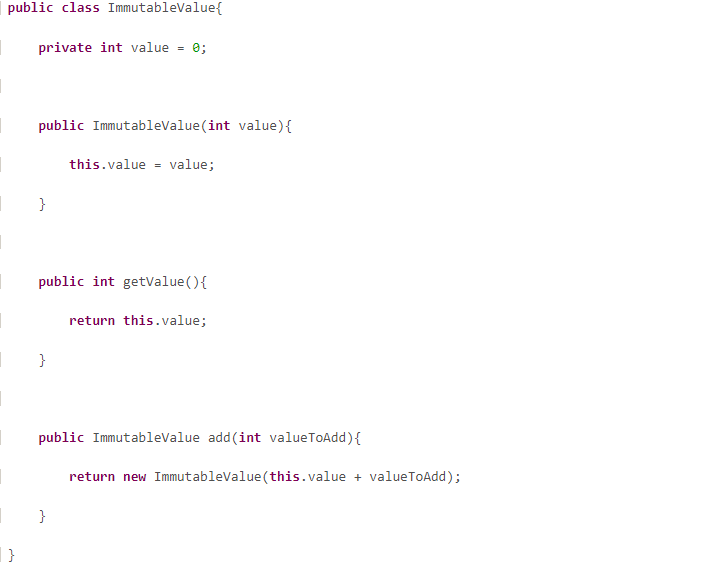 public class ImmutableValue{
private int value = 0;
public ImmutableValue(int value){
this.value = value;
}
public int getValue(){
return this.value;
}
public ImmutableValue add(int valueToAdd){
return new ImmutableValue(this.value + valueToAdd);
}
}